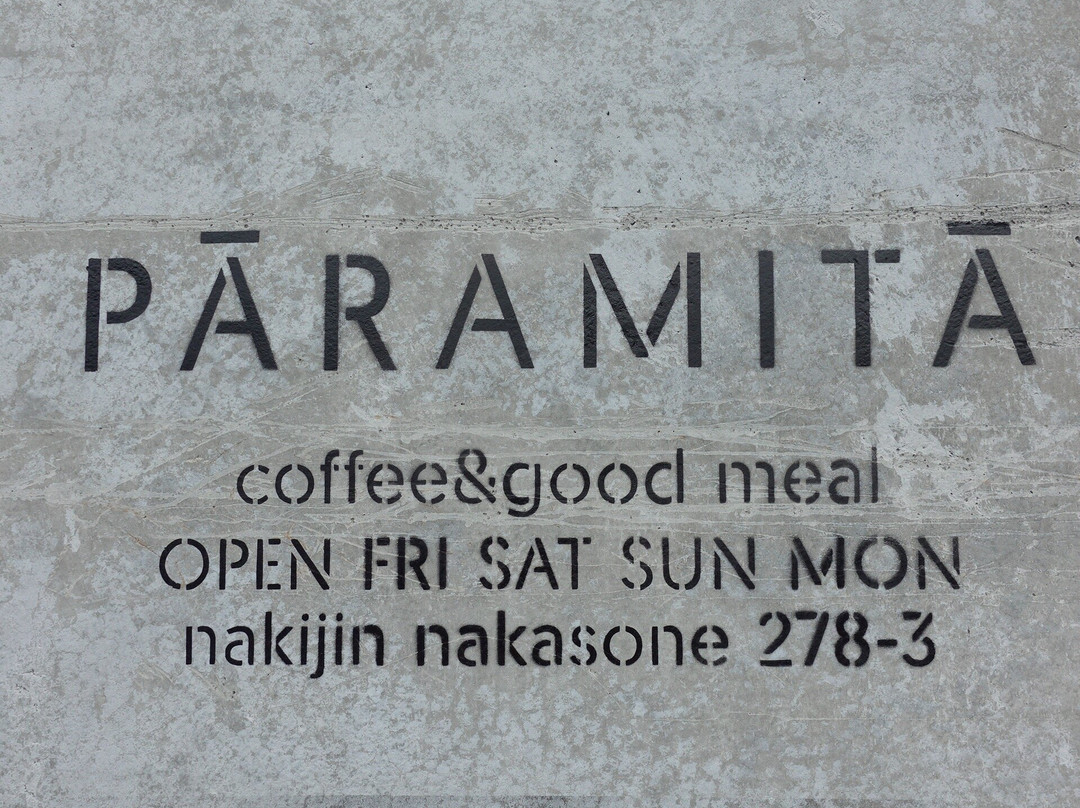 PĀRAMITĀ
coffee&good meal
OPEN FRI SAT SUN MON
nakijin nakasone 278-3